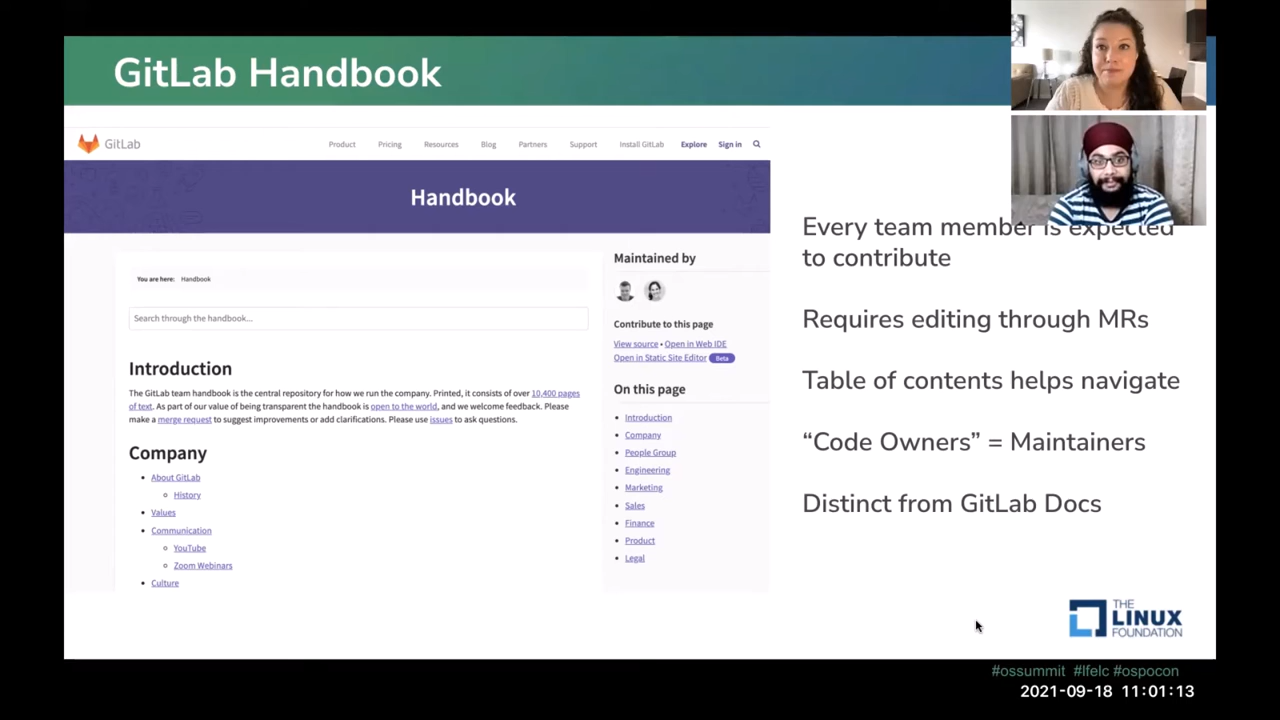 GitLab Handbook
GitLab
Product Pricing Resources Blog Partners Support Install GitLab Explore Sign in
Handbook
You are here: Handbook
Search through the handbook...
Introduction
The GitLab team handbook is the central repository for how we run the company. Printed, it consists of over 10,400 pages
of text. As part of our value of being transparent the handbook is open to the world, and we welcome feedback. Please
make a merge request to suggest improvements or add clarifications. Please use issues to ask questions.
Company
About GitLab
History
Values
Communication
YouTube
Zoom Webinars
Culture
Maintained by
Contribute to this page
View source • Open in Web IDE
Open in Static Site Editor Beta
On this page
Introduction
Company
People Group
Engineering
Marketing
Sales
Finance
Product
Legal
Every team member is expected
to contribute
Requires editing through MRs
Table of contents helps navigate
“Code Owners” = Maintainers
Distinct from GitLab Docs
THE
LINUX
FOUNDATION
#ossummit #lfelc #ospocon
2021-09-18 11:01:13